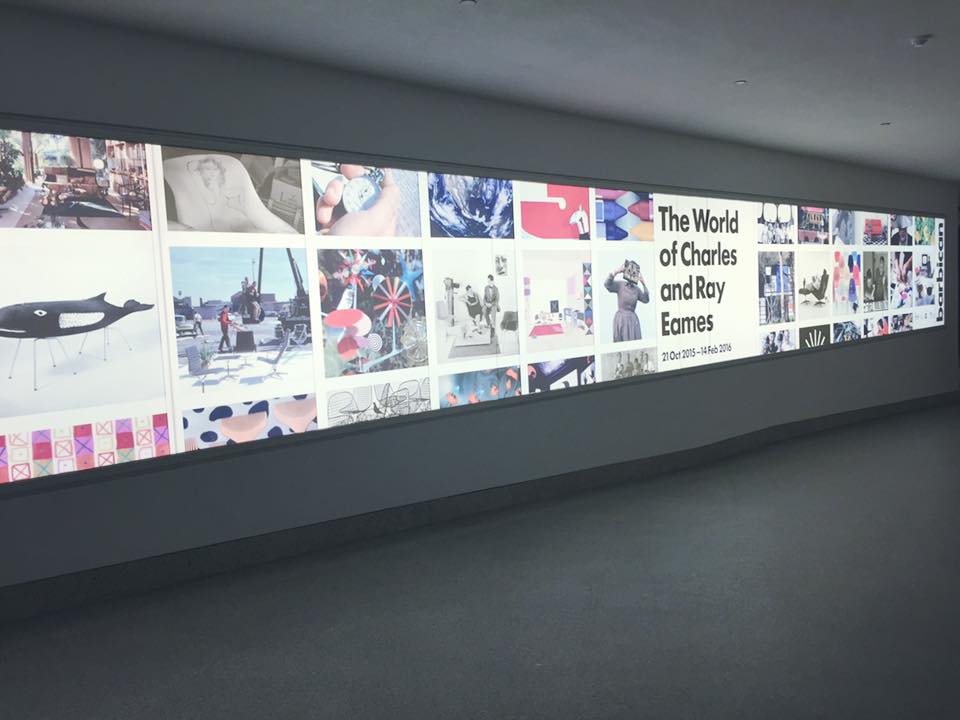 The World
of Charles
and Ray
Eames
21 Oct 2015–14 Feb 2016
barbican